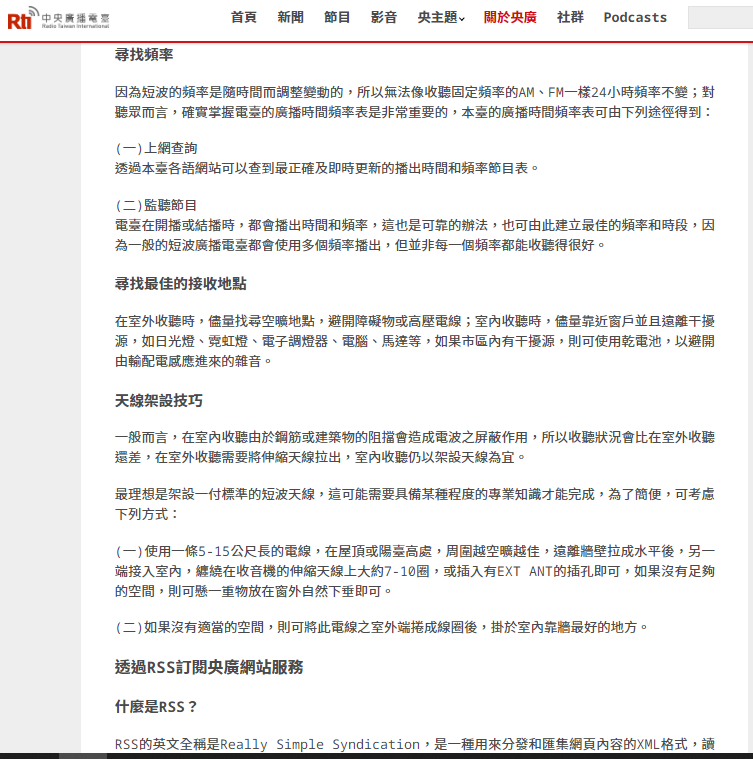 Rti 中央廣播電臺
Radio Taiwan International
首頁 新聞 節目 影音 央主題 關於央廣 社群 Podcasts
尋找頻率
因為短波的頻率是隨時間而調整變動的，所以無法像收聽固定頻率的AM、FM一樣24小時頻率不變；對
聽眾而言，確實掌握電臺的廣播時間頻率表是非常重要的，本臺的廣播時間頻率表可由下列途徑得到：
(一)上網查詢
透過本臺各語網站可以查到最正確及即時更新的播出時間和頻率節目表。
(二)監聽節目
電臺在開播或結播時，都會播出時間和頻率，這也是可靠的辦法，也可由此建立最佳的頻率和時段，因
為一般的短波廣播電臺都會使用多個頻率播出，但並非每一個頻率都能收聽得很好。
尋找最佳的接收地點
在室外收聽時，儘量找尋空曠地點，避開障礙物或高壓電線；室內收聽時，儘量靠近窗戶並且遠離干擾
源，如日光燈、霓虹燈、電子調燈器、電腦、馬達等，如果市區內有干擾源，則可使用乾電池，以避開
由輸配電感應進來的雜音。
天線架設技巧
一般而言，在室內收聽由於鋼筋或建築物的阻擋會造成電波之屏蔽作用，所以收聽狀況會比在室外收聽
還差，在室外收聽需要將伸縮天線拉出，室內收聽仍以架設天線為宜。
最理想是架設一付標準的短波天線，這可能需要具備某種程度的專業知識才能完成，為了簡便，可考慮
下列方式：
(一)使用一條5-15公尺長的電線，在屋頂或陽臺高處，周圍越空曠越佳，遠離牆壁拉成水平後，另一
端接入室內，纏繞在收音機的伸縮天線上大約7-10圈，或插入有EXT ANT的插孔即可，如果沒有足夠
的空間，則可懸一重物放在窗外自然下垂即可。
(二)如果沒有適當的空間，則可將此電線之室外端捲成線圈後，掛於室內靠牆最好的地方。
透過RSS訂閱央廣網站服務
什麼是RSS？
RSS的英文全稱是Really Simple Syndication，是一種用來分發和匯集網頁內容的XML格式，讀